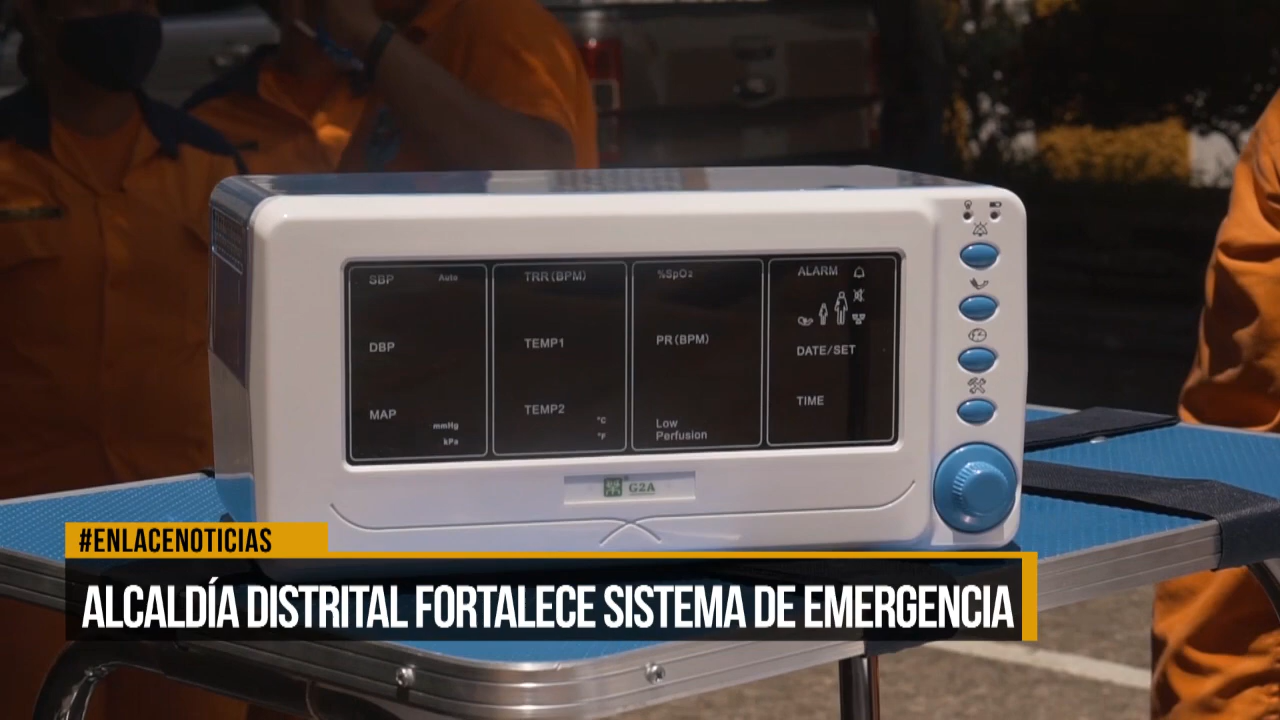 SBP Auto
DBP
MAP
mmHg
kPa
TRR(BPM)
TEMP1
TEMP2
°C
°F
%SpO2
PR(BPM)
Low
Perfusion
ALARM
DATE/SET
TIME
G2A
#ENLACENOTICIAS
ALCALDÍA DISTRITAL FORTALECE SISTEMA DE EMERGENCIA